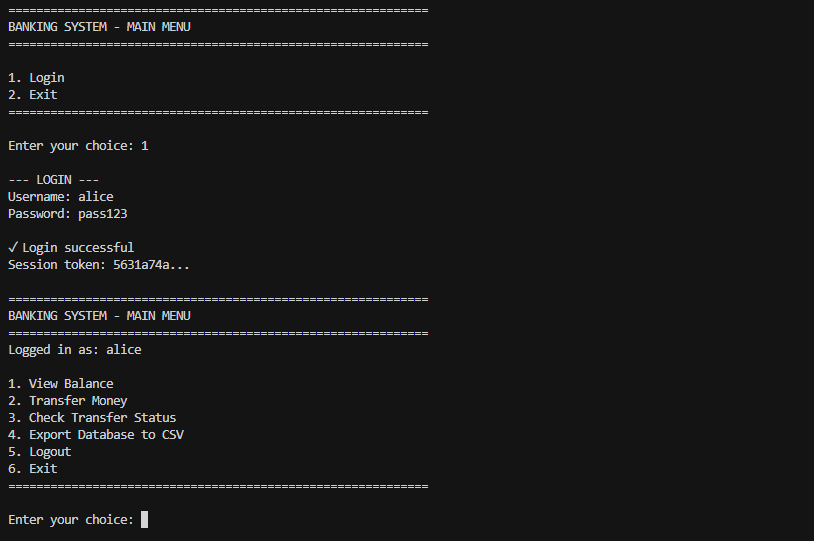 ============================================================
BANKING SYSTEM - MAIN MENU
============================================================
1. Login
2. Exit
============================================================
Enter your choice: 1
--- LOGIN ---
Username: alice
Password: pass123
✓ Login successful
Session token: 5631a74a...
============================================================
BANKING SYSTEM - MAIN MENU
============================================================
Logged in as: alice
1. View Balance
2. Transfer Money
3. Check Transfer Status
4. Export Database to CSV
5. Logout
6. Exit
============================================================
Enter your choice: